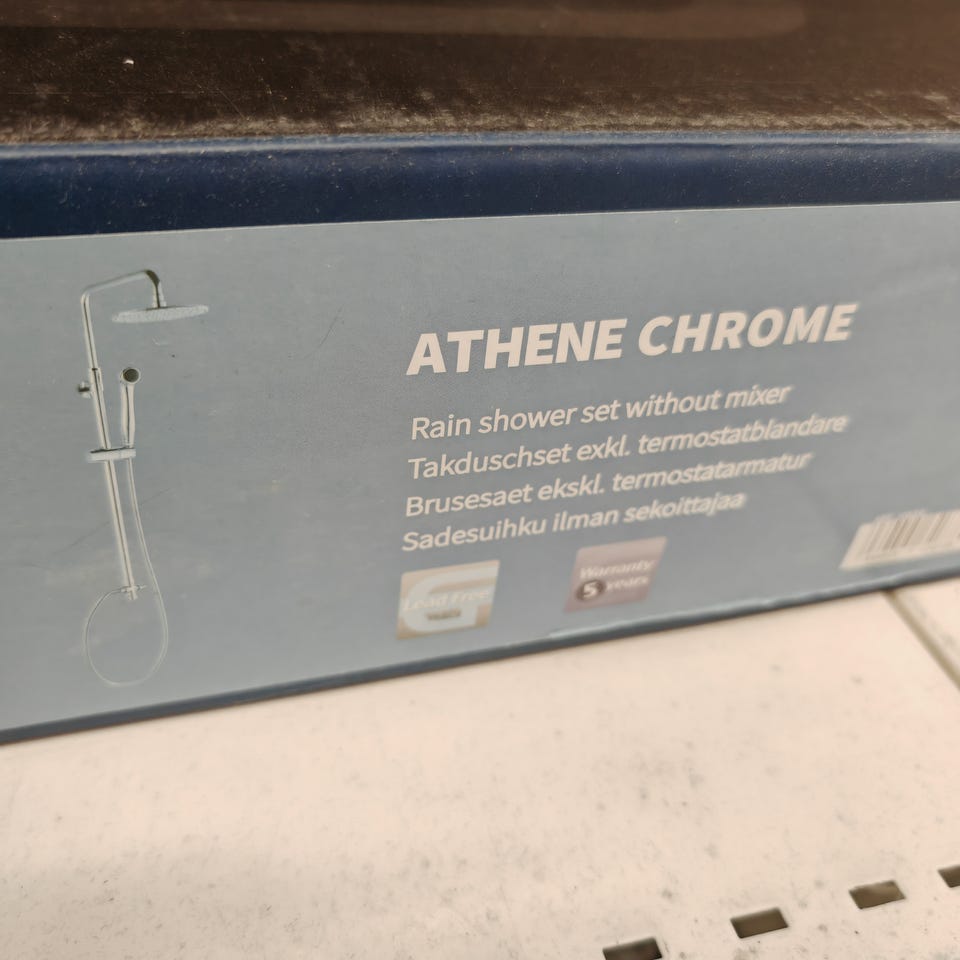 ATHENE CHROME
Rain shower set without mixer
Takduschset exkl. termostatblandare
Brusesaet ekskl. termostatarmatur
Sadesuihku ilman sekoittajaa
Lead Free
Warranty
5 years